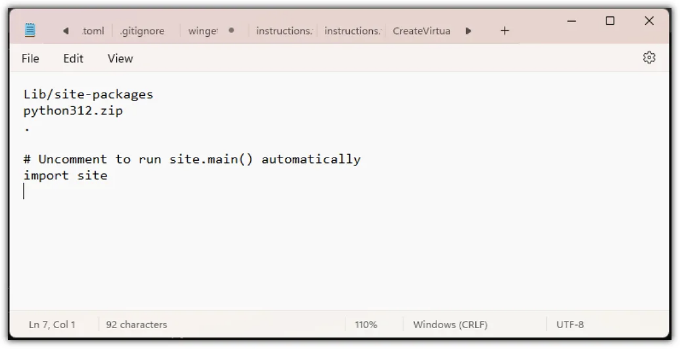 .toml .gitignore winget instructions. instructions. CreateVirtua
File Edit View
Lib/site-packages
python312.zip
.
# Uncomment to run site.main() automatically
import site
Ln 7, Col 1 92 characters 110% Windows (CRLF) UTF-8